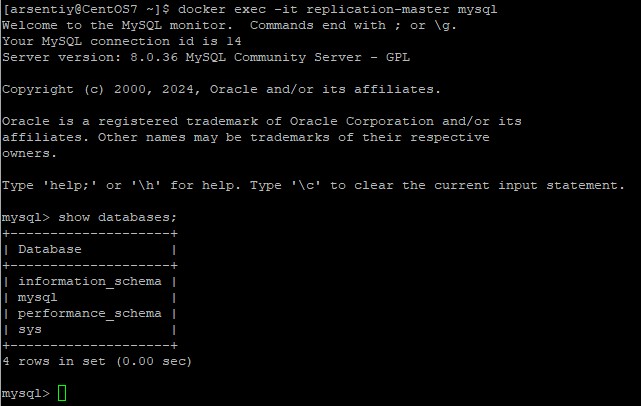 [arsentiy@CentOS7 ~]$ docker exec -it replication-master mysql
Welcome to the MySQL monitor.  Commands end with ; or \g.
Your MySQL connection id is 14
Server version: 8.0.36 MySQL Community Server - GPL

Copyright (c) 2000, 2024, Oracle and/or its affiliates.

Oracle is a registered trademark of Oracle Corporation and/or its
affiliates. Other names may be trademarks of their respective
owners.

Type 'help;' or '\h' for help. Type '\c' to clear the current input statement.

mysql> show databases;
+--------------------+
| Database           |
+--------------------+
| information_schema |
| mysql              |
| performance_schema |
| sys                |
+--------------------+
4 rows in set (0.00 sec)

mysql>